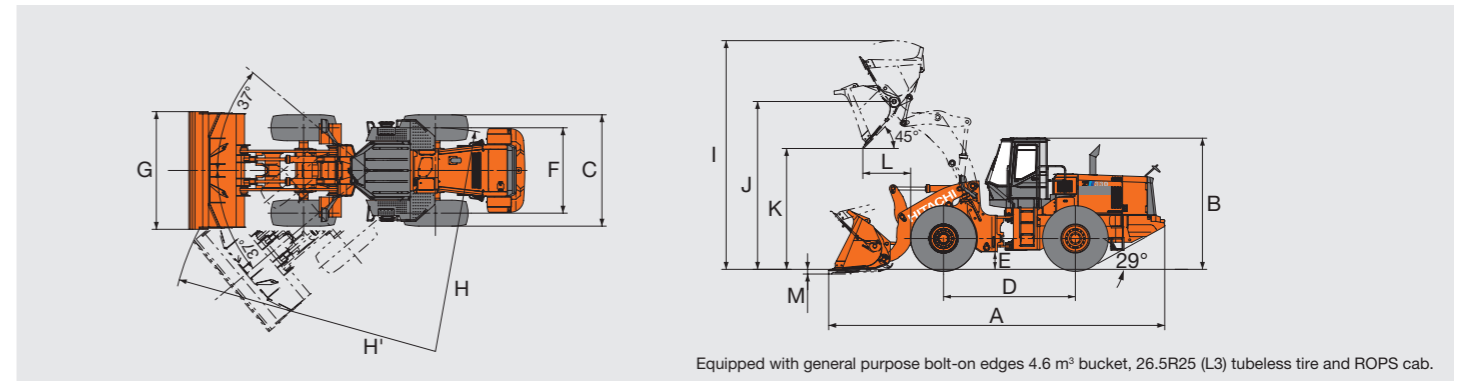 37°
G
F
C
37°
H
H'
I
J
K
L
45°
HITACHI
B
E
29°
D
M
A
Equipped with general purpose bolt-on edges 4.6 m³ bucket, 26.5R25 (L3) tubeless tire and ROPS cab.